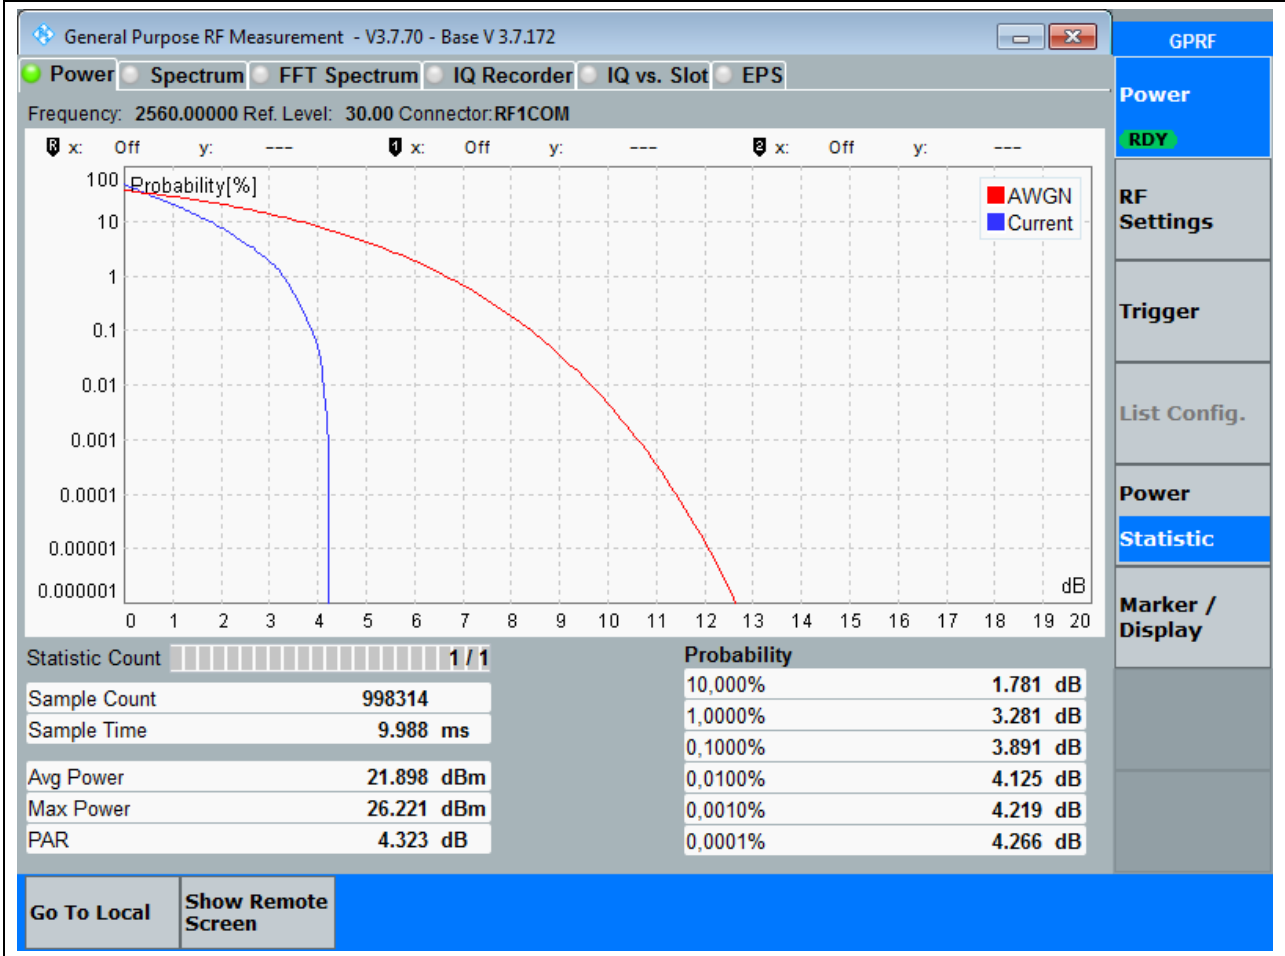 General Purpose RF Measurement - V3.7.70 - Base V 3.7.172
GPRF
Power Spectrum FFT Spectrum IQ Recorder IQ vs. Slot EPS
Frequency: 2560.00000 Ref. Level: 30.00 Connector:RF1COM
R x: Off y: --- 1 x: Off y: --- 2 x: Off y: ---
Probability[%]
100
10
1
0.1
0.01
0.001
0.0001
0.00001
0.000001
AWGN
Current
dB
0 1 2 3 4 5 6 7 8 9 10 11 12 13 14 15 16 17 18 19 20
Statistic Count 1 / 1
Sample Count 998314
Sample Time 9.988 ms
Avg Power 21.898 dBm
Max Power 26.221 dBm
PAR 4.323 dB
Probability
10,000% 1.781 dB
1,0000% 3.281 dB
0,1000% 3.891 dB
0,0100% 4.125 dB
0,0010% 4.219 dB
0,0001% 4.266 dB
Power
RDY
RF
Settings
Trigger
List Config.
Power
Statistic
Marker /
Display
Go To Local
Show Remote
Screen